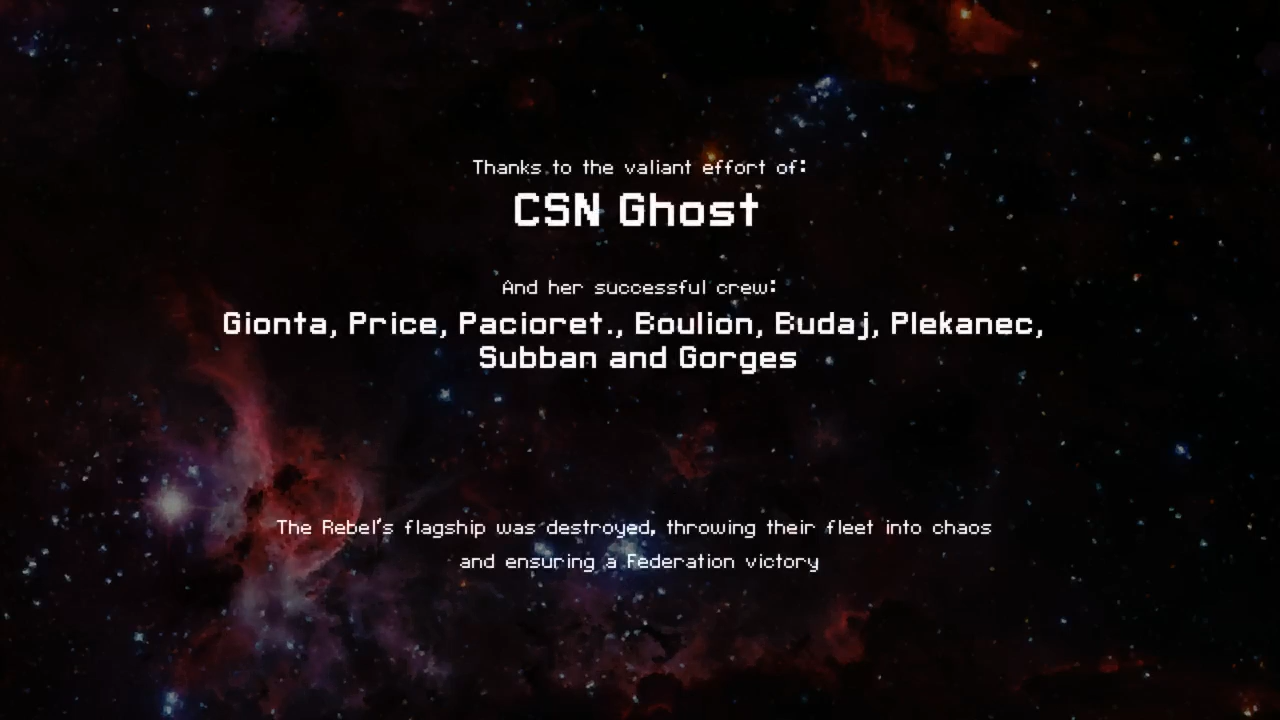 Thanks to the valiant effort of:
CSN Ghost
And her successful crew:
Gionta, Price, Pacioret., Boulion, Budaj, Plekanec,
Subban and Gorges
The Rebel's flagship was destroyed, throwing their fleet into chaos
and ensuring a Federation victory